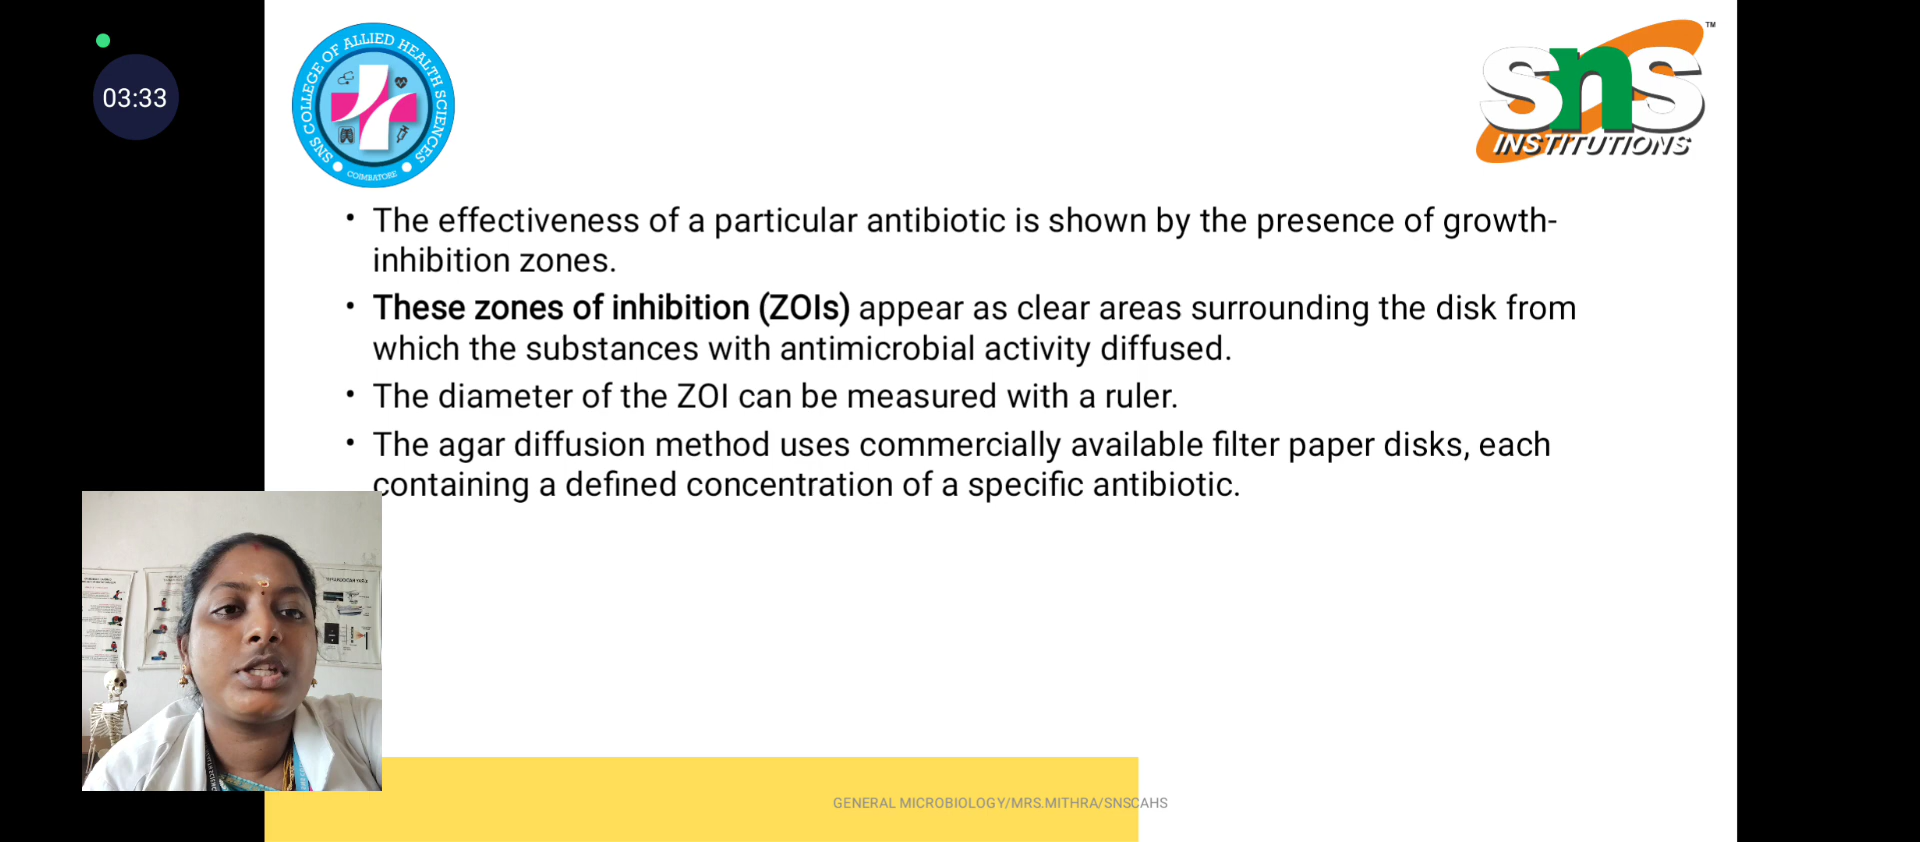 03:33
SNS COLLEGE OF ALLIED HEALTH SCIENCES
COIMBATORE
TM
sns
INSTITUTIONS
• The effectiveness of a particular antibiotic is shown by the presence of growth-
inhibition zones.
• These zones of inhibition (ZOIs) appear as clear areas surrounding the disk from
which the substances with antimicrobial activity diffused.
• The diameter of the ZOI can be measured with a ruler.
• The agar diffusion method uses commercially available filter paper disks, each
containing a defined concentration of a specific antibiotic.
GENERAL MICROBIOLOGY/MRS.MITHRA/SNSCAHS